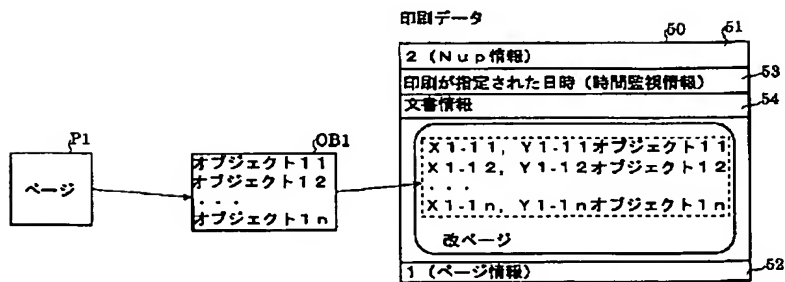 印刷データ
50
51
2 (Nup情報)
印刷が指定された日時 (時間監視情報)
53
文書情報
54
P1
ページ
OB1
オブジェクト11
オブジェクト12
...
オブジェクト1n
X1-11, Y1-11オブジェクト11
X1-12, Y1-12オブジェクト12
...
X1-1n, Y1-1nオブジェクト1n
改ページ
1 (ページ情報)
52